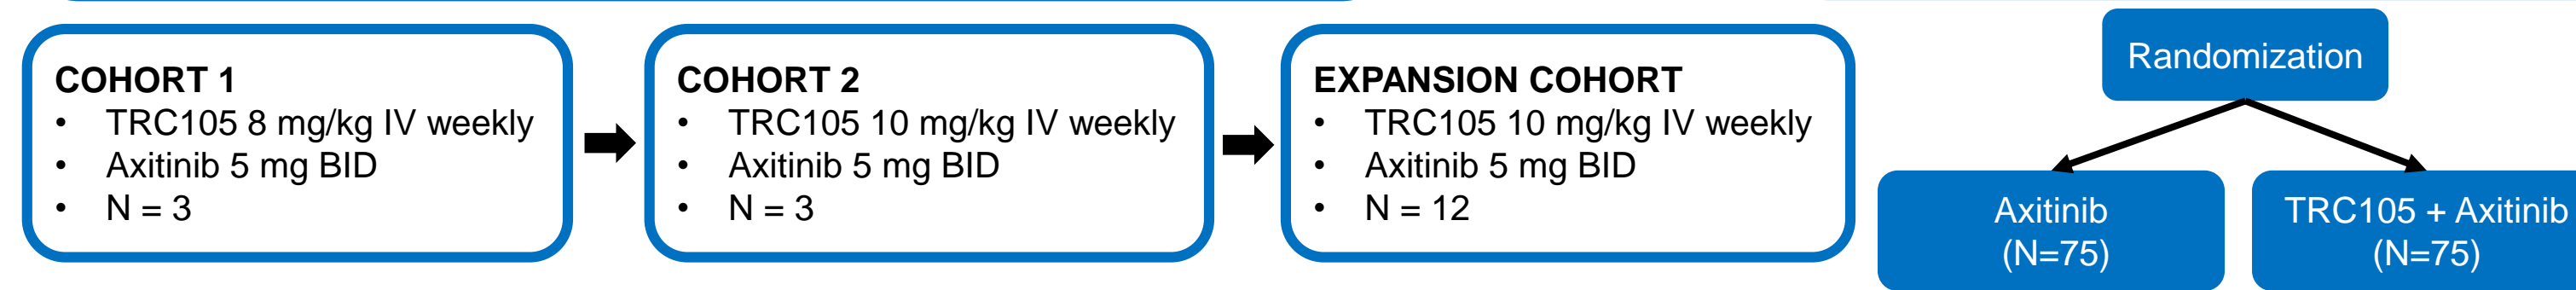 COHORT 1
• TRC105 8 mg/kg IV weekly
• Axitinib 5 mg BID
• N = 3
COHORT 2
• TRC105 10 mg/kg IV weekly
• Axitinib 5 mg BID
• N = 3
EXPANSION COHORT
• TRC105 10 mg/kg IV weekly
• Axitinib 5 mg BID
• N = 12
Randomization
Axitinib
(N=75)
TRC105 + Axitinib
(N=75)